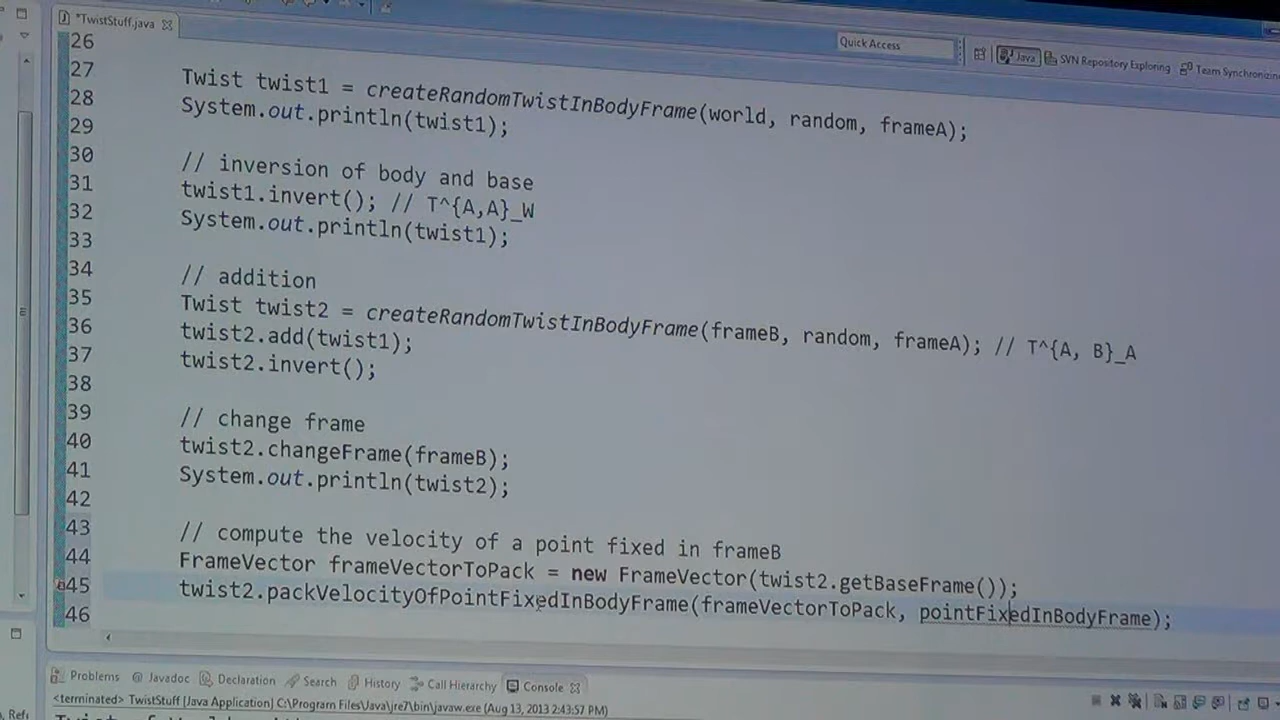 *TwistStuff.java
Quick Access
Java
SVN Repository Exploring
Team Synchronizin
26
27 Twist twist1 = createRandomTwistInBodyFrame(world, random, frameA);
28 System.out.println(twist1);
29
30 // inversion of body and base
31 twist1.invert(); // T^{A,A}_W
32 System.out.println(twist1);
33
34 // addition
35 Twist twist2 = createRandomTwistInBodyFrame(frameB, random, frameA); // T^{A, B}_A
36 twist2.add(twist1);
37 twist2.invert();
38
39 // change frame
40 twist2.changeFrame(frameB);
41 System.out.println(twist2);
42
43 // compute the velocity of a point fixed in frameB
44 FrameVector frameVectorToPack = new FrameVector(twist2.getBaseFrame());
45 twist2.packVelocityOfPointFixedInBodyFrame(frameVectorToPack, pointFixedInBodyFrame);
46
Problems @ Javadoc Declaration Search History Call Hierarchy Console
<terminated> TwistStuff [Java Application] C:\Program Files\Java\jre7\bin\javaw.exe (Aug 13, 2013 2:43:57 PM)